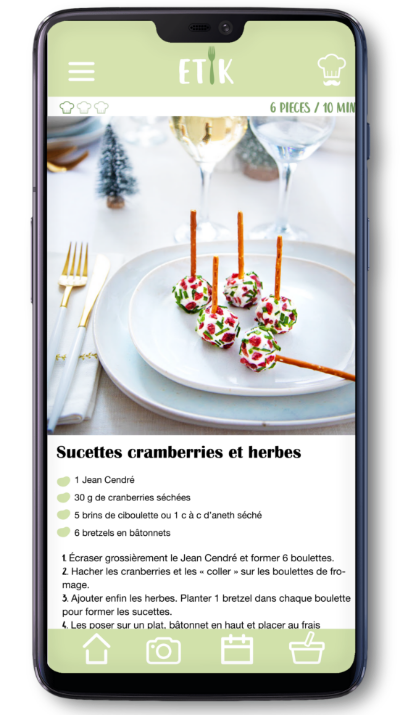 ETIK
6 PIECES / 10 MIN
Sucettes cramberries et herbes
1 Jean Cendré
30 g de cranberries séchées
5 brins de ciboulette ou 1 c à c d'aneth séché
6 bretzels en bâtonnets
1. Écraser grossièrement le Jean Cendré et former 6 boulettes.
2. Hacher les cranberries et les « coller » sur les boulettes de fro-
mage.
3. Ajouter enfin les herbes. Planter 1 bretzel dans chaque boulette
pour former les sucettes.
4. Les poser sur un plat, bâtonnet en haut et placer au frais